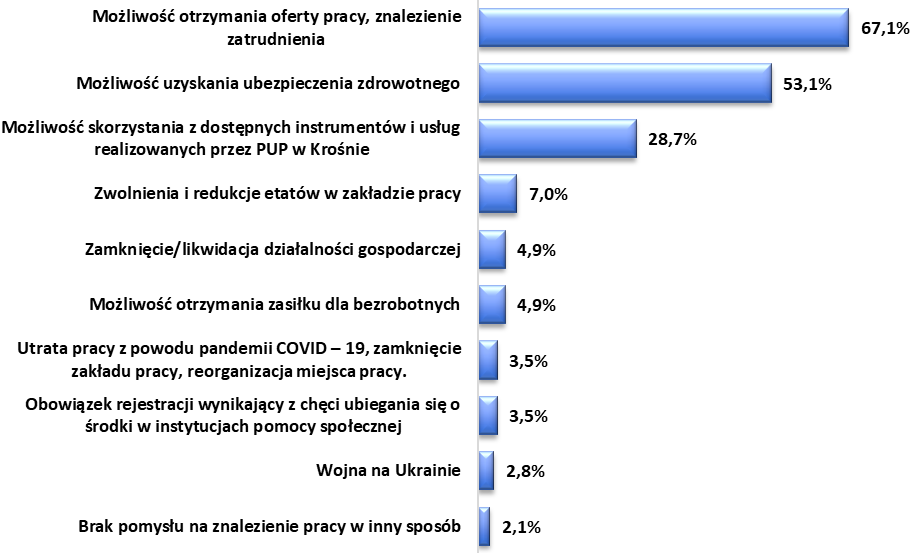 Możliwość otrzymania oferty pracy, znalezienie
zatrudnienia
67,1%
Możliwość uzyskania ubezpieczenia zdrowotnego
53,1%
Możliwość skorzystania z dostępnych instrumentów i usług
realizowanych przez PUP w Krośnie
28,7%
Zwolnienia i redukcje etatów w zakładzie pracy
7,0%
Zamknięcie/likwidacja działalności gospodarczej
4,9%
Możliwość otrzymania zasiłku dla bezrobotnych
4,9%
Utrata pracy z powodu pandemii COVID – 19, zamknięcie
zakładu pracy, reorganizacja miejsca pracy.
3,5%
Obowiązek rejestracji wynikający z chęci ubiegania się o
środki w instytucjach pomocy społecznej
3,5%
Wojna na Ukrainie
2,8%
Brak pomysłu na znalezienie pracy w inny sposób
2,1%